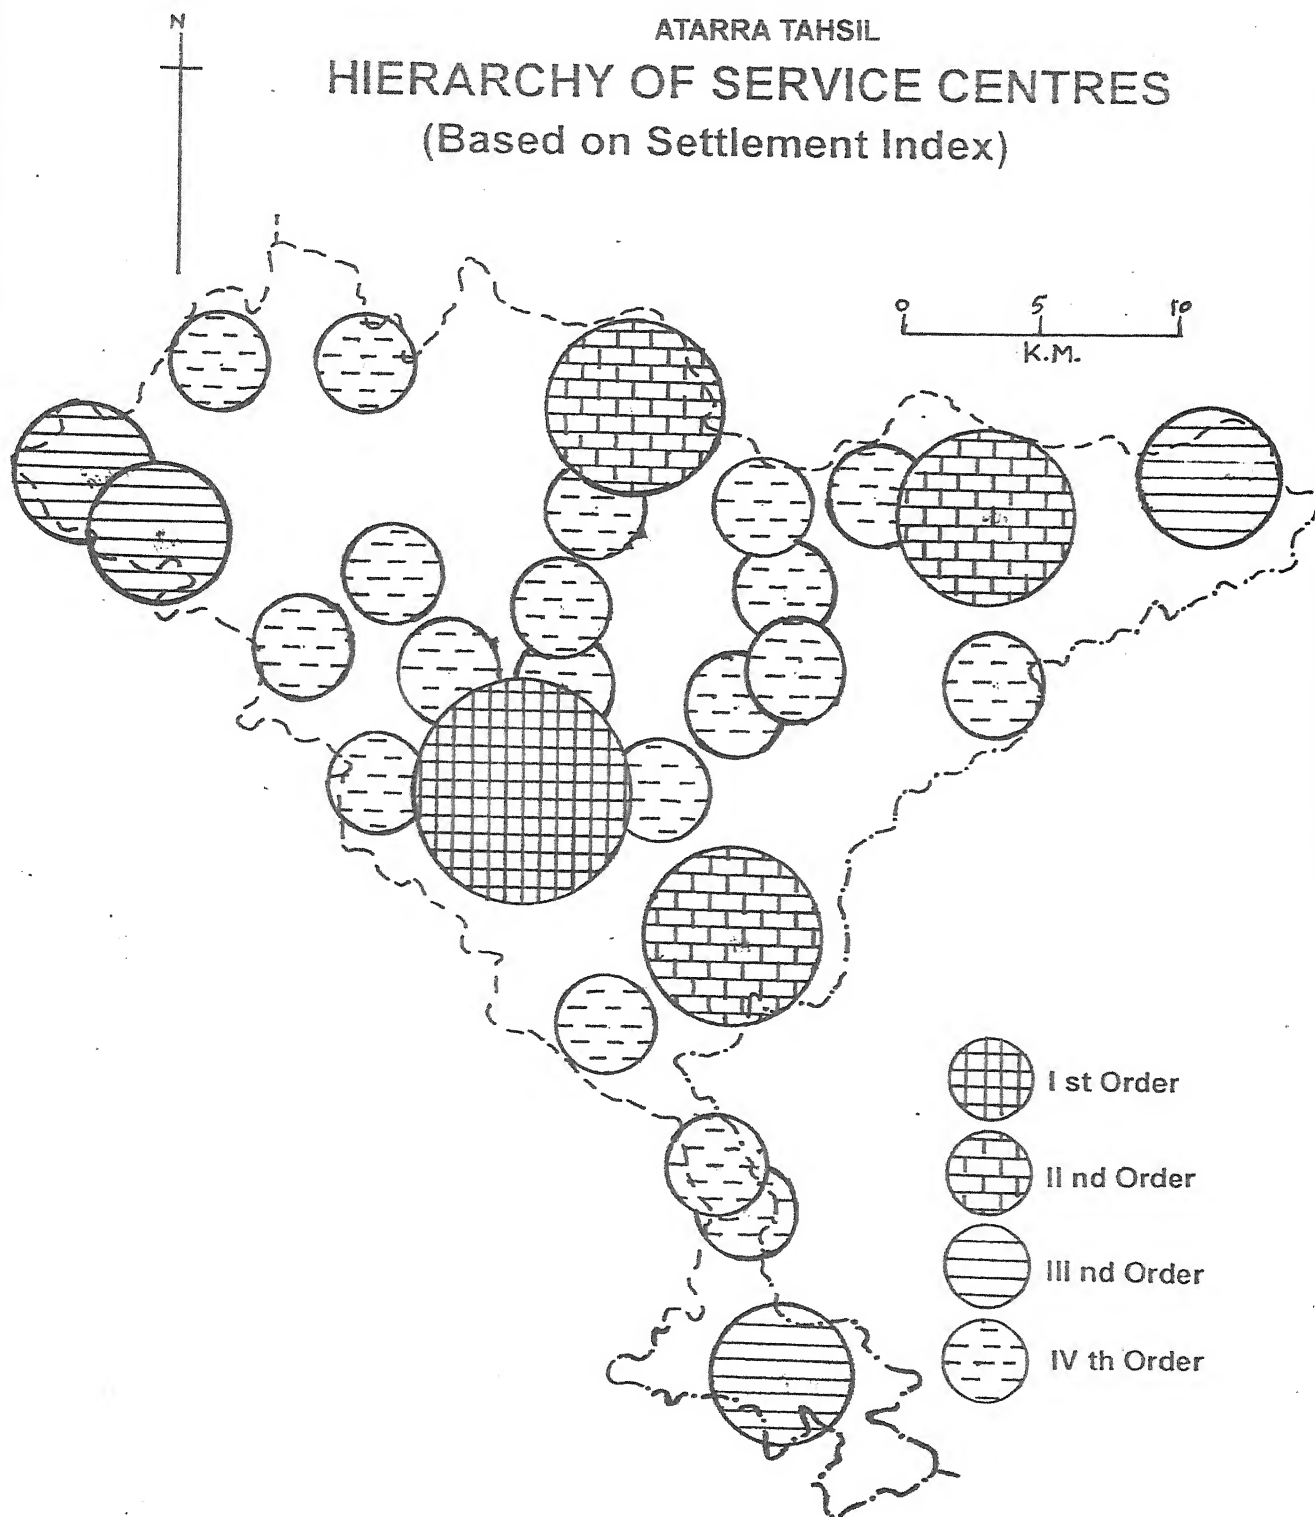 N
ATARRA TAHSIL
HIERARCHY OF SERVICE CENTRES
(Based on Settlement Index)
0 5 10
K.M.
I st Order
II nd Order
III nd Order
IV th Order